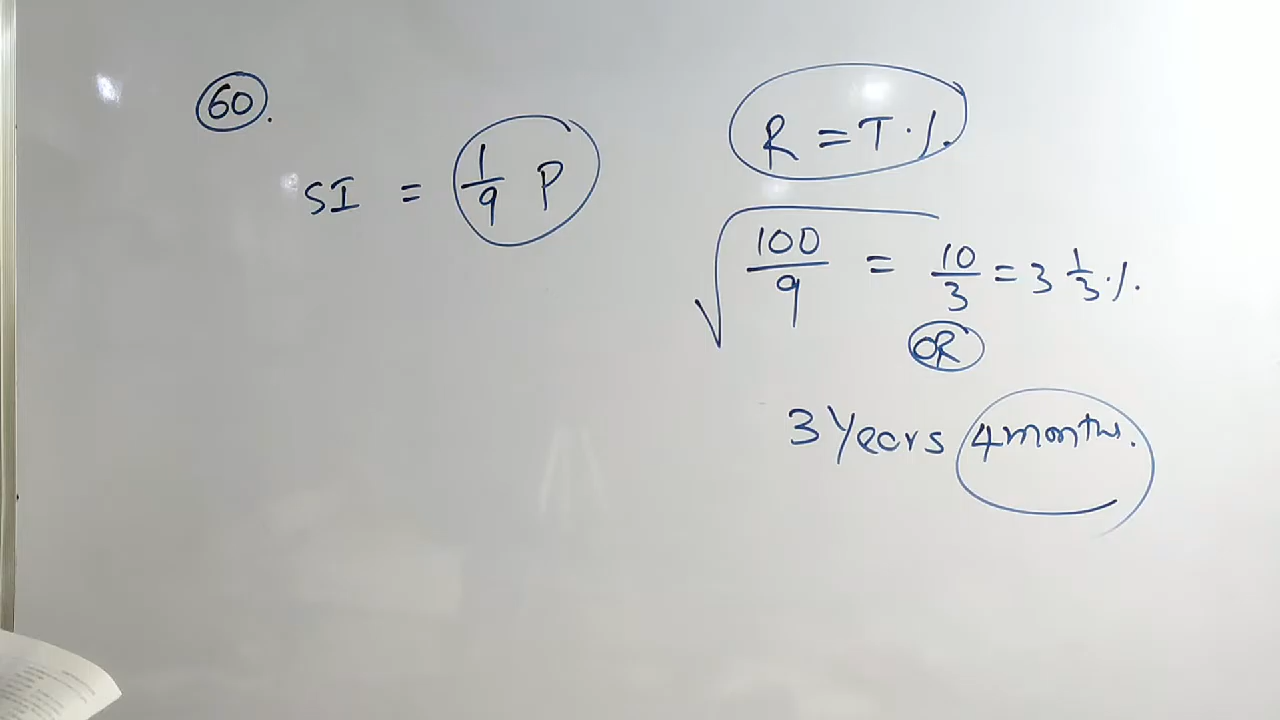 60.
SI = 1/9 P
R = T·/.
√100/9 = 10/3 = 3 1/3 ·/.
OR
3 Years 4 months.